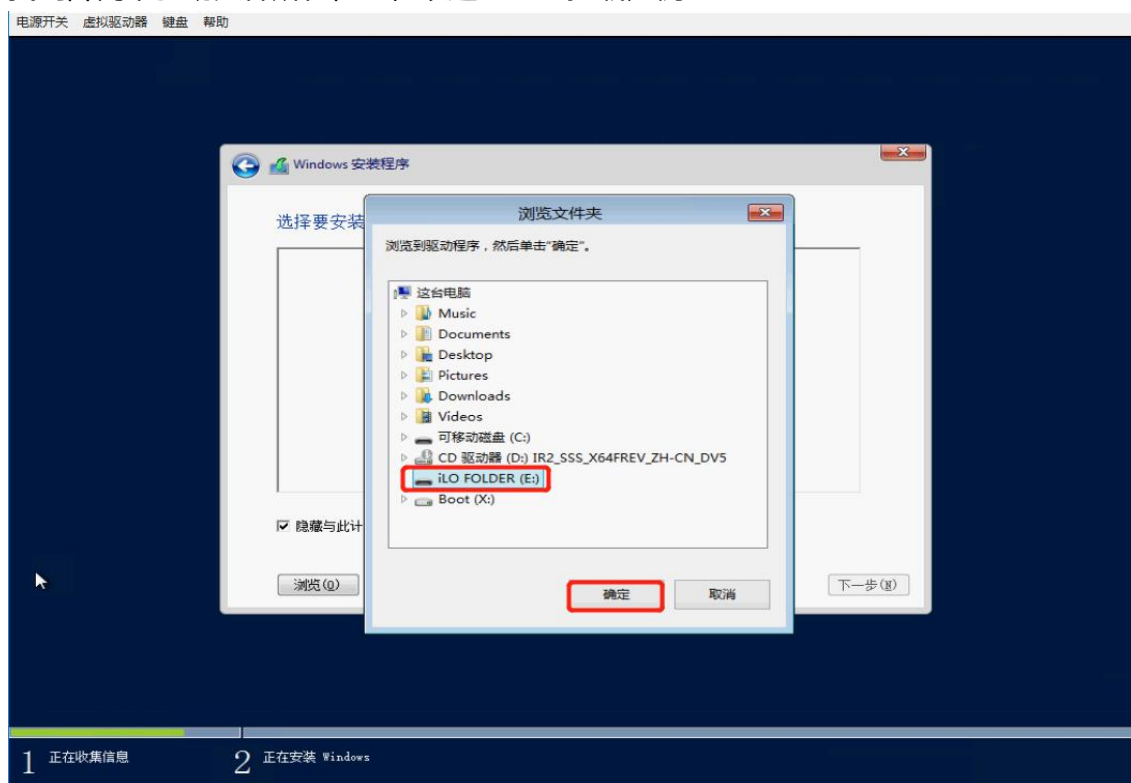 电源开关 虚拟驱动器 键盘 帮助
Windows 安装程序
选择要安装
浏览文件夹
浏览到驱动程序，然后单击"确定"。
这台电脑
Music
Documents
Desktop
Pictures
Downloads
Videos
可移动磁盘 (C:)
CD 驱动器 (D:) IR2_SSS_X64FREV_ZH-CN_DV5
iLO FOLDER (E:)
Boot (X:)
隐藏与此计
浏览(O) 确定 取消 下一步(N)
1 正在收集信息 2 正在安装 Windows